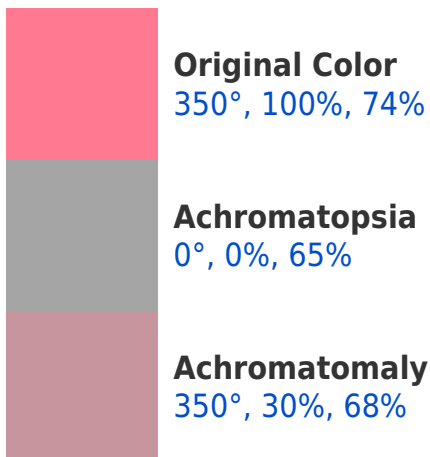 Original Color
350°, 100%, 74%
Achromatopsia
0°, 0%, 65%
Achromatomaly
350°, 30%, 68%